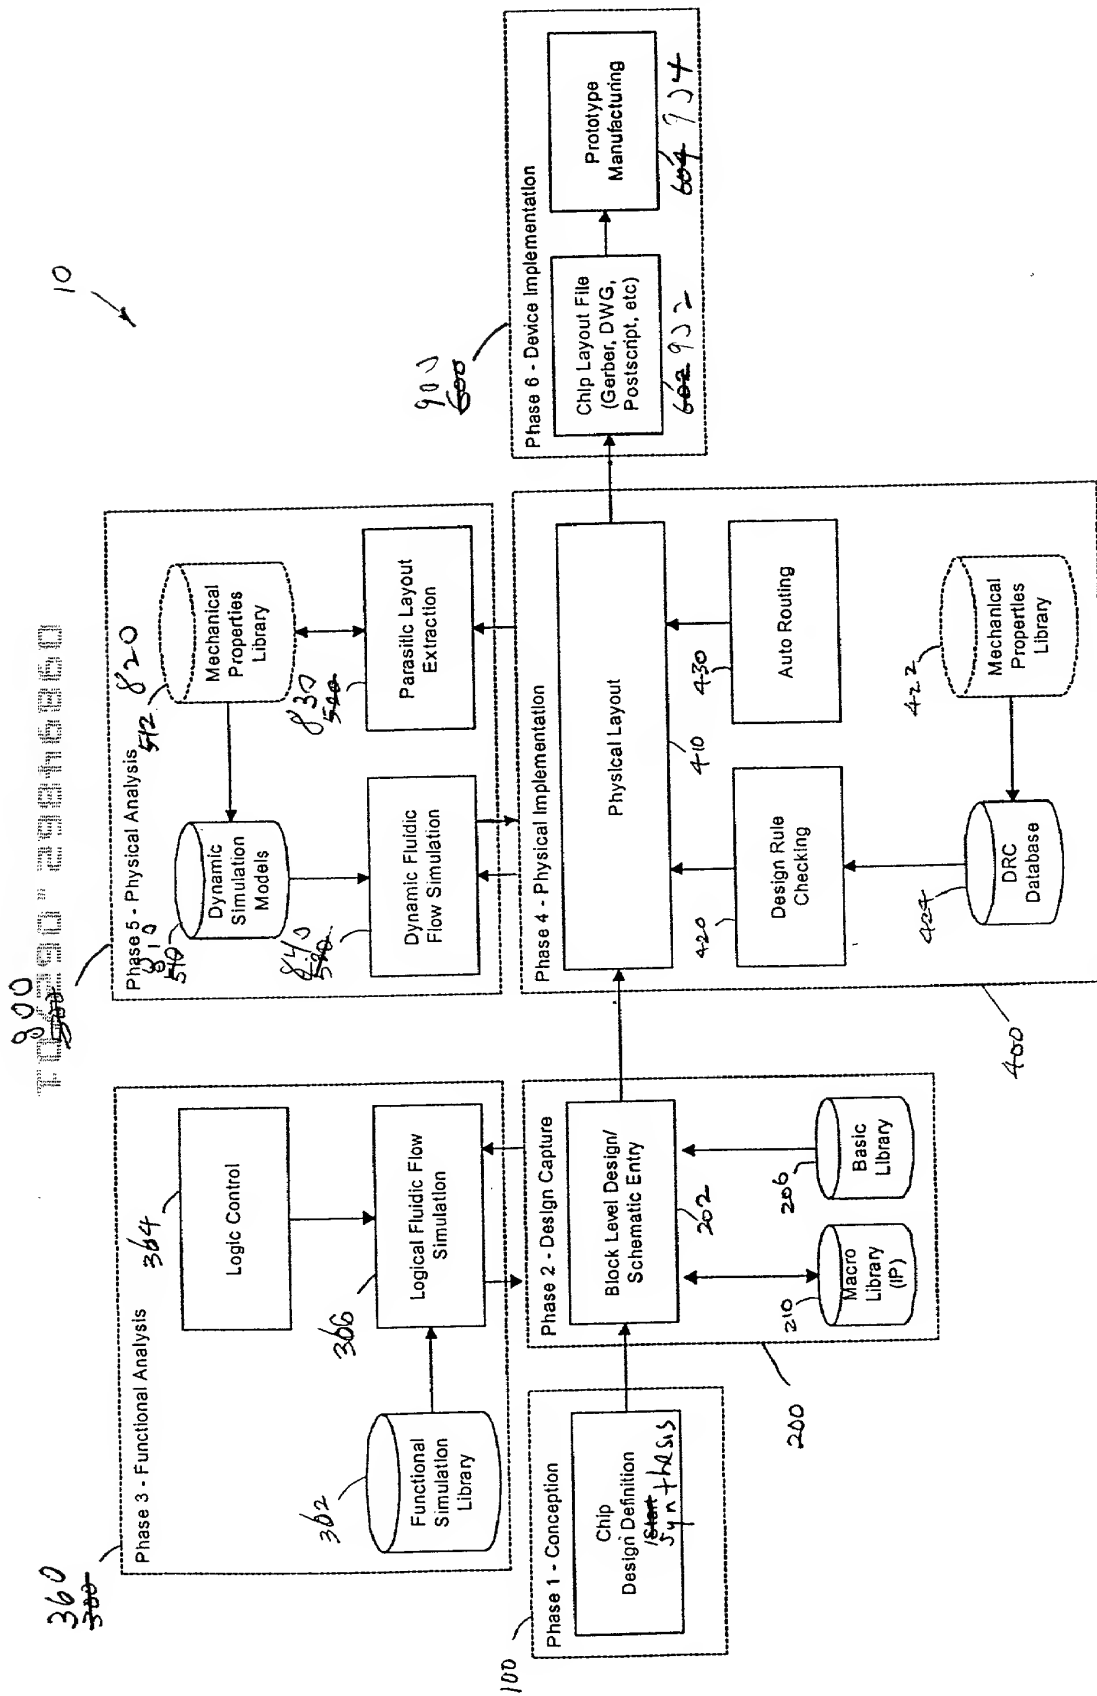 10
360
300
Phase 3 - Functional Analysis
364
Logic Control
362
Functional
Simulation
Library
366
Logical Fluidic Flow
Simulation
800
Phase 5 - Physical Analysis
810
510
Dynamic
Simulation
Models
512
820
Mechanical
Properties
Library
840
Dynamic Fluidic
Flow Simulation
830
Parasitic Layout
Extraction
100
Phase 1 - Conception
Chip
Design Definition
/Start
Synthesis
Phase 2 - Design Capture
Block Level Design/
Schematic Entry
202
210
Macro
Library
(IP)
206
Basic
Library
200
Phase 4 - Physical Implementation
Physical Layout
410
420
Design Rule
Checking
430
Auto Routing
424
DRC
Database
422
Mechanical
Properties
Library
400
900
600
Phase 6 - Device Implementation
Chip Layout File
(Gerber, DWG,
Postscript, etc)
602 902
Prototype
Manufacturing
604 904